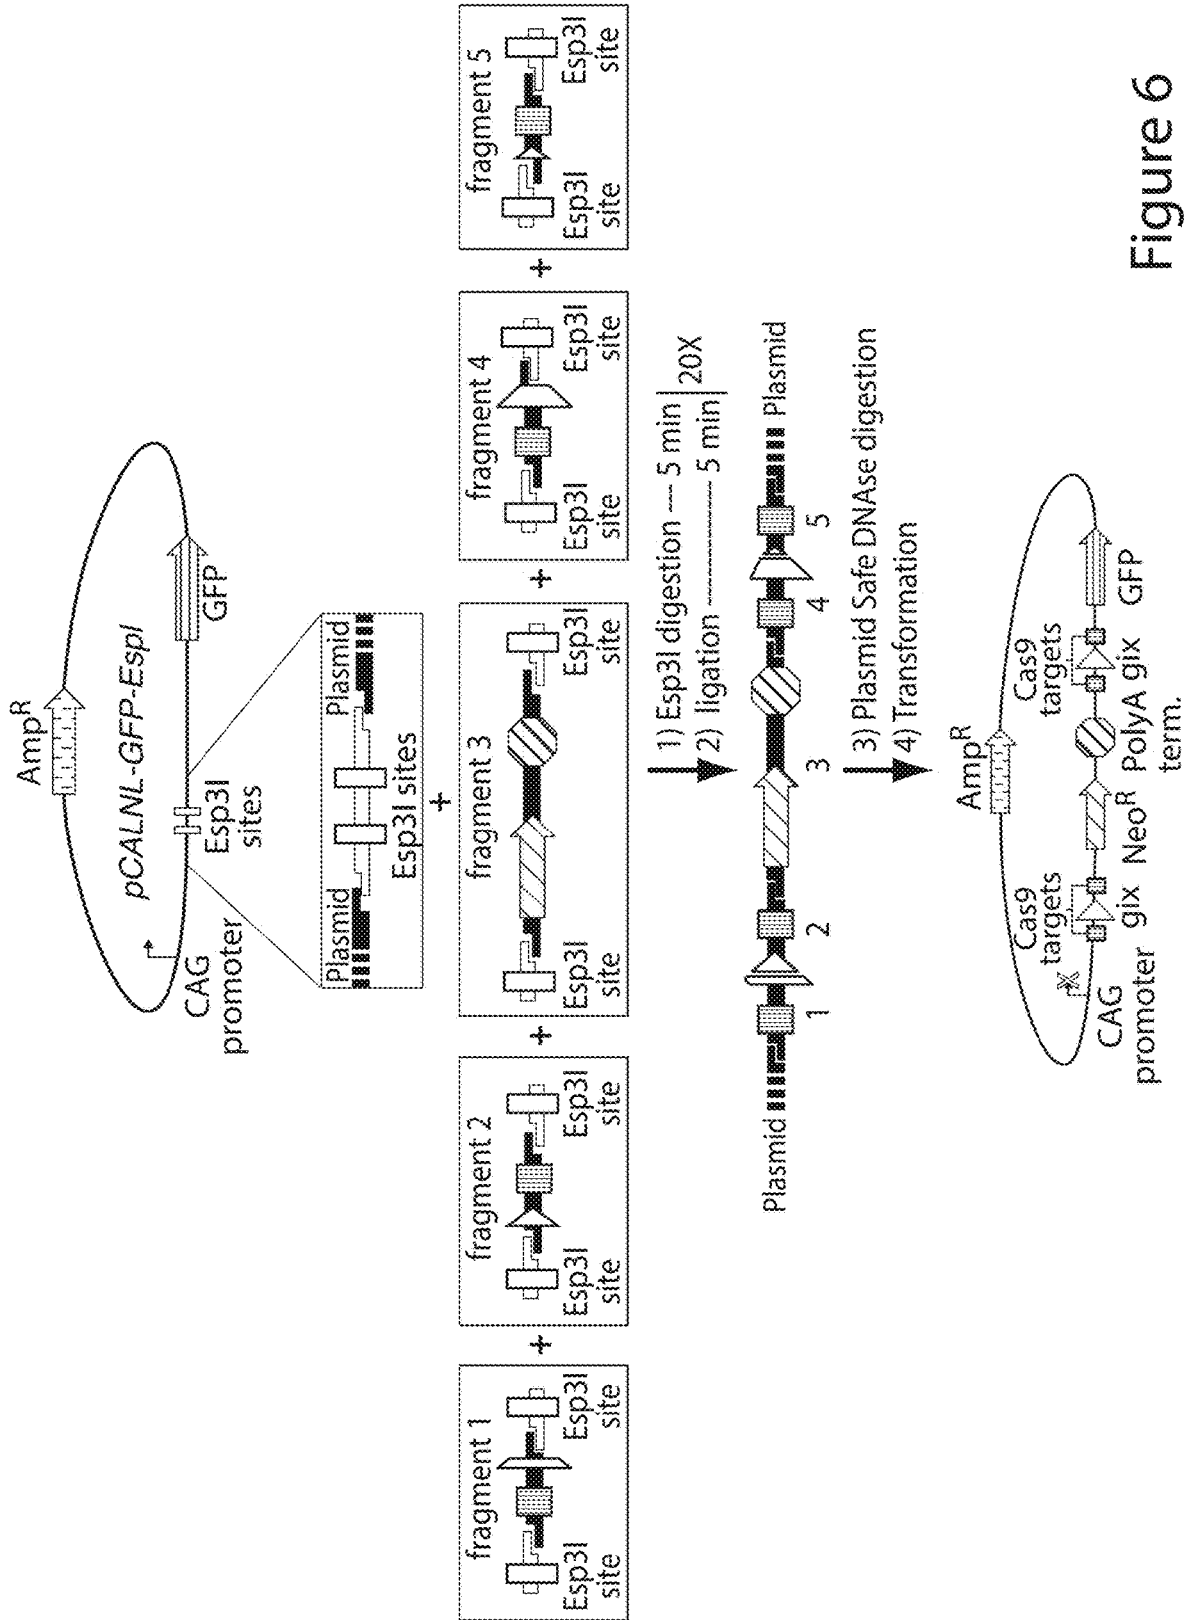 Amp^R
pCALNL-GFP-EspI
CAG
promoter
Esp3I
sites
GFP
Plasmid
Plasmid
Esp3I sites
+
fragment 1
Esp3I
site
Esp3I
site
+
fragment 2
Esp3I
site
Esp3I
site
+
fragment 3
Esp3I
site
Esp3I
site
+
fragment 4
Esp3I
site
Esp3I
site
+
fragment 5
Esp3I
site
Esp3I
site
1) Esp3I digestion --- 5 min
2) ligation ------------ 5 min
20X
Plasmid
1
2
3
4
5
Plasmid
3) Plasmid Safe DNAse digestion
4) Transformation
Amp^R
X
CAG
promoter
Cas9
targets
gix
Neo^R
PolyA
term.
Cas9
targets
gix
GFP
Figure 6